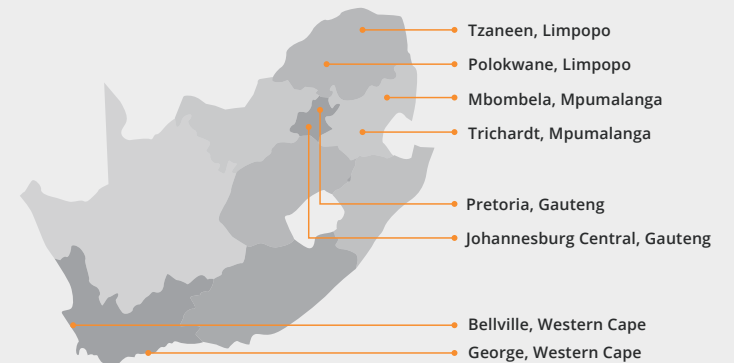 Tzaneen, Limpopo
Polokwane, Limpopo
Mbombela, Mpumalanga
Trichardt, Mpumalanga
Pretoria, Gauteng
Johannesburg Central, Gauteng
Bellville, Western Cape
George, Western Cape